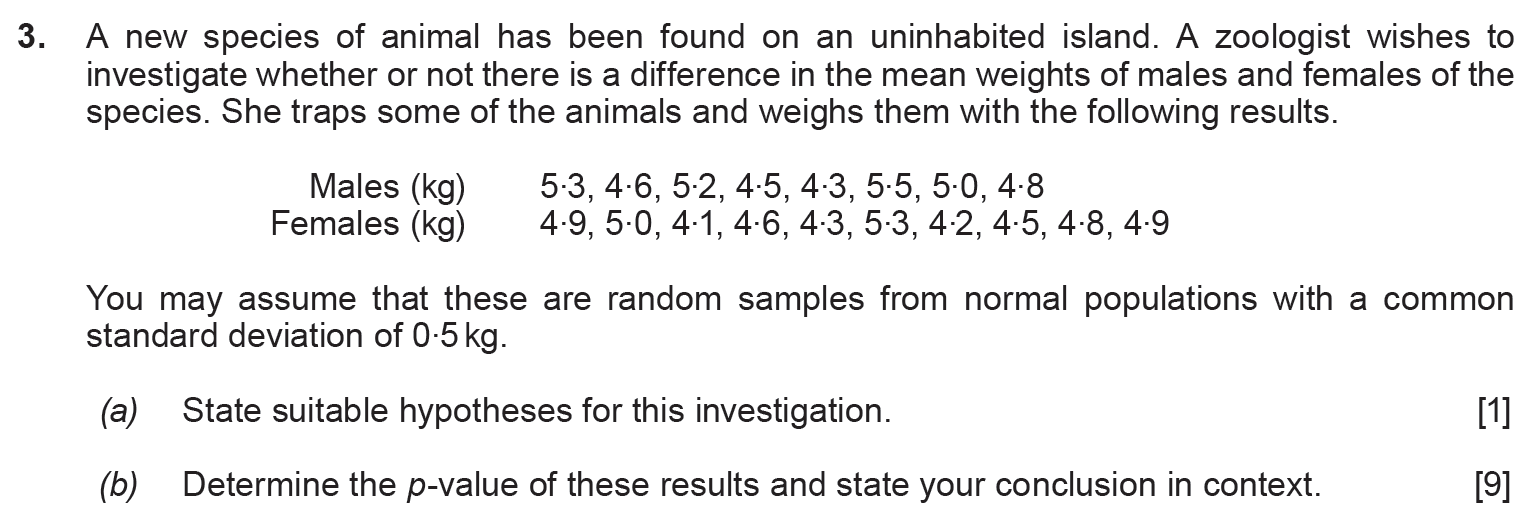 3. A new species of animal has been found on an uninhabited island. A zoologist wishes to
investigate whether or not there is a difference in the mean weights of males and females of the
species. She traps some of the animals and weighs them with the following results.
Males (kg) 5·3, 4·6, 5·2, 4·5, 4·3, 5·5, 5·0, 4·8
Females (kg) 4·9, 5·0, 4·1, 4·6, 4·3, 5·3, 4·2, 4·5, 4·8, 4·9
You may assume that these are random samples from normal populations with a common
standard deviation of 0·5 kg.
(a) State suitable hypotheses for this investigation. [1]
(b) Determine the p-value of these results and state your conclusion in context. [9]